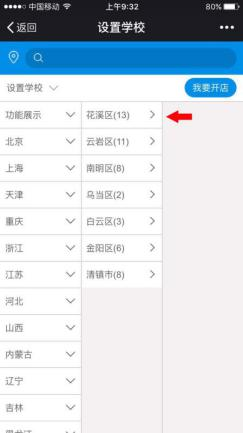 中国移动 上午9:32 80%
返回 设置学校
设置学校 我要开店
功能展示 花溪区(13)
北京 云岩区(11)
上海 南明区(8)
天津 乌当区(2)
重庆 白云区(3)
浙江 金阳区(6)
江苏 清镇市(8)
河北
山西
内蒙古
辽宁
吉林
黑龙江